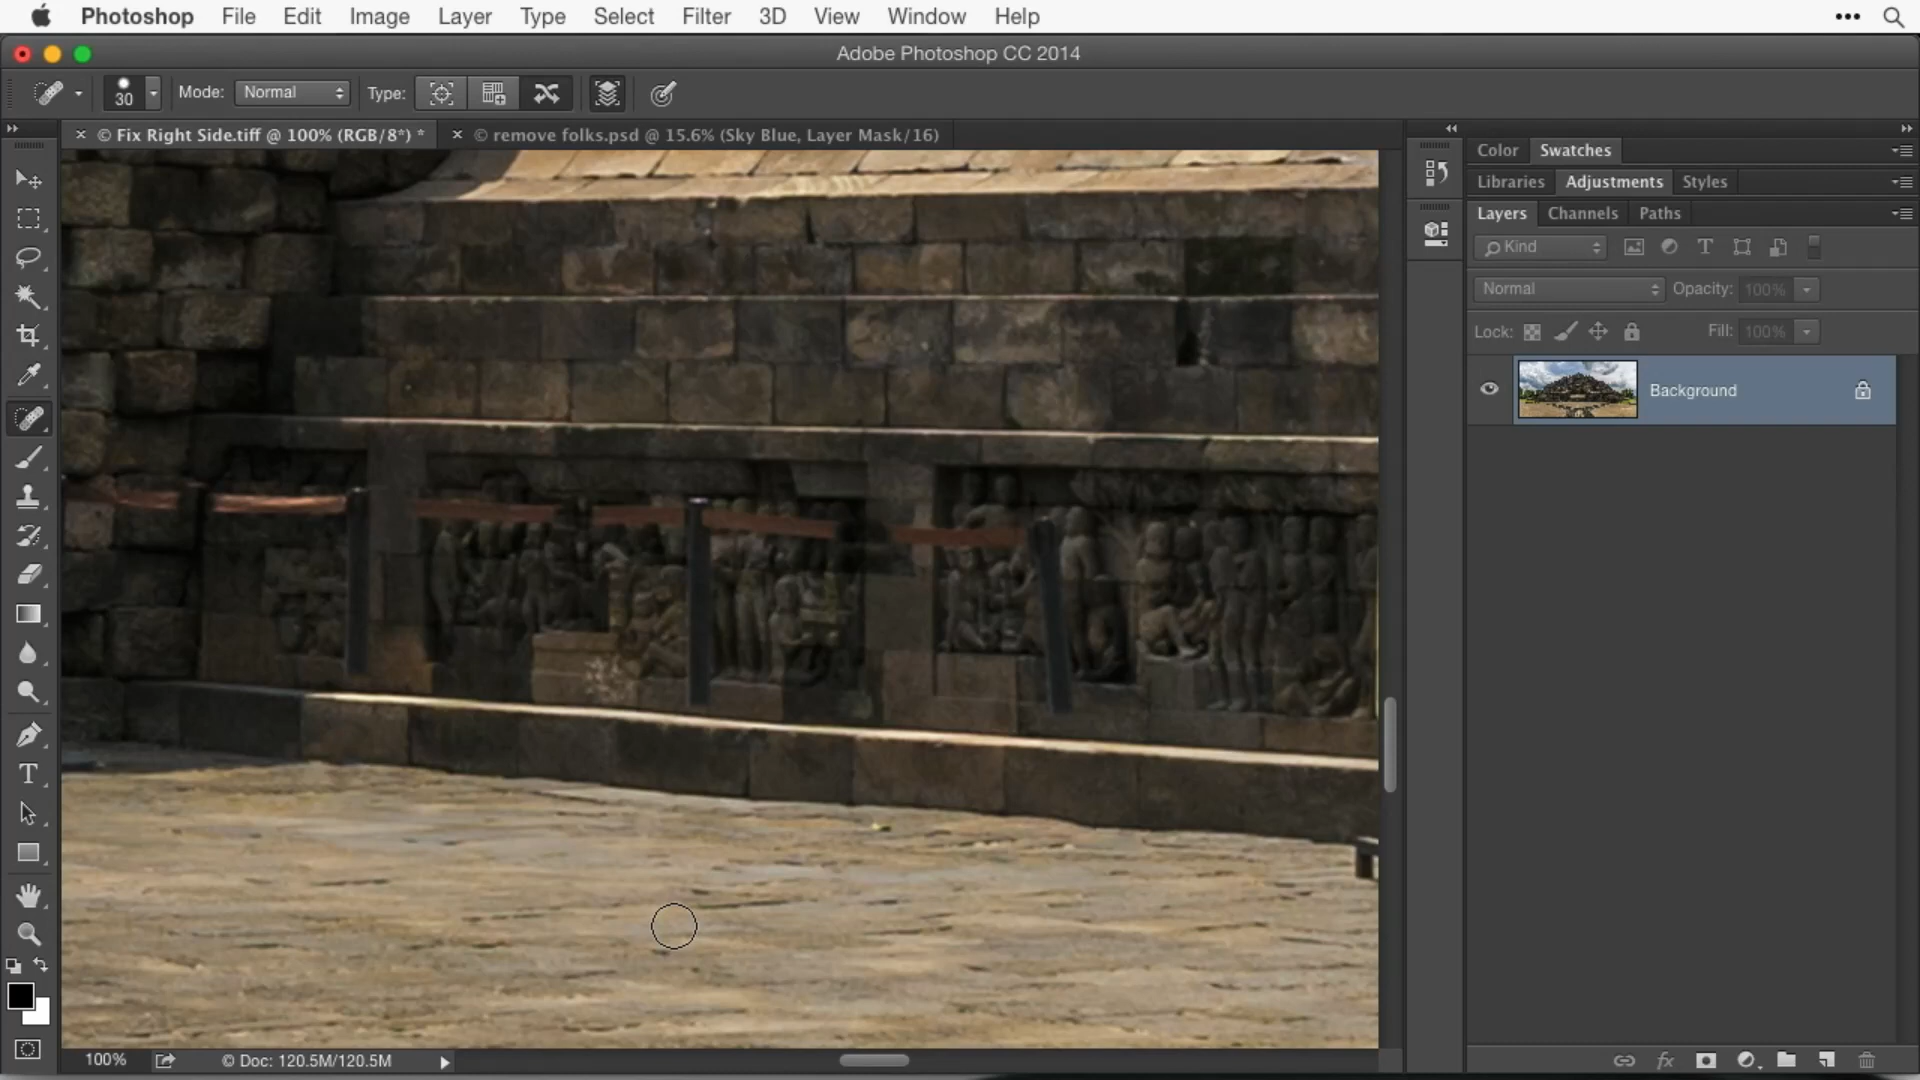 Photoshop File Edit Image Layer Type Select Filter 3D View Window Help
Adobe Photoshop CC 2014
30 Mode: Normal Type:
© Fix Right Side.tiff @ 100% (RGB/8*) * © remove folks.psd @ 15.6% (Sky Blue, Layer Mask/16)
Color Swatches
Libraries Adjustments Styles
Layers Channels Paths
Kind
Normal Opacity: 100%
Lock: Fill: 100%
Background
100% © Doc: 120.5M/120.5M